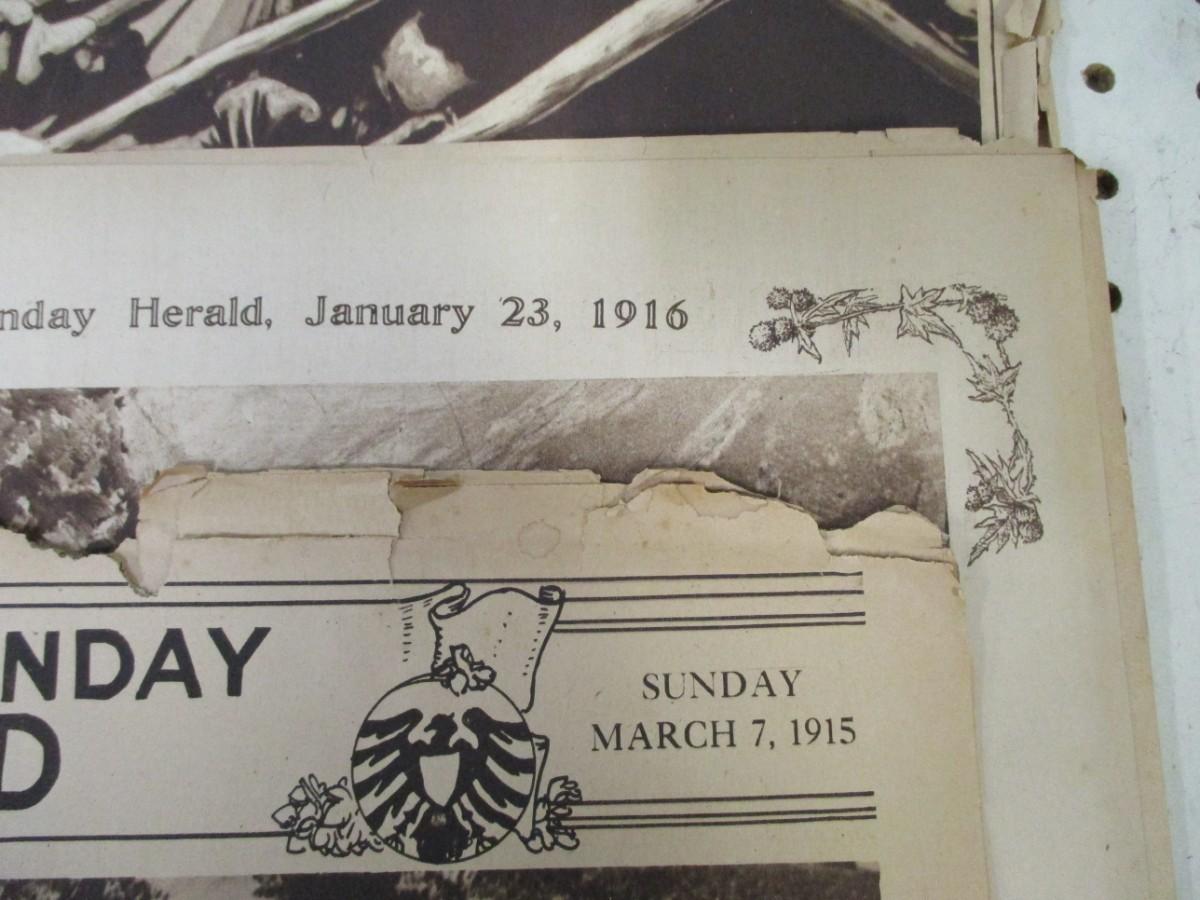 nday Herald, January 23, 1916
NDAY
D
SUNDAY
MARCH 7, 1915